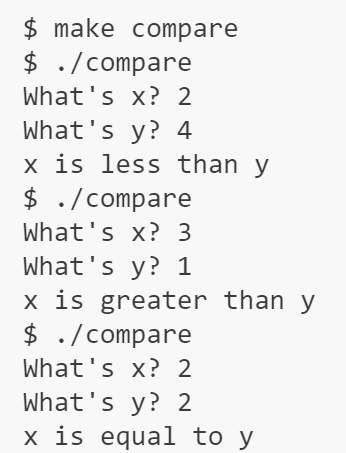 $ make compare
$ ./compare
What's x? 2
What's y? 4
x is less than y
$ ./compare
What's x? 3
What's y? 1
x is greater than y
$ ./compare
What's x? 2
What's y? 2
x is equal to y